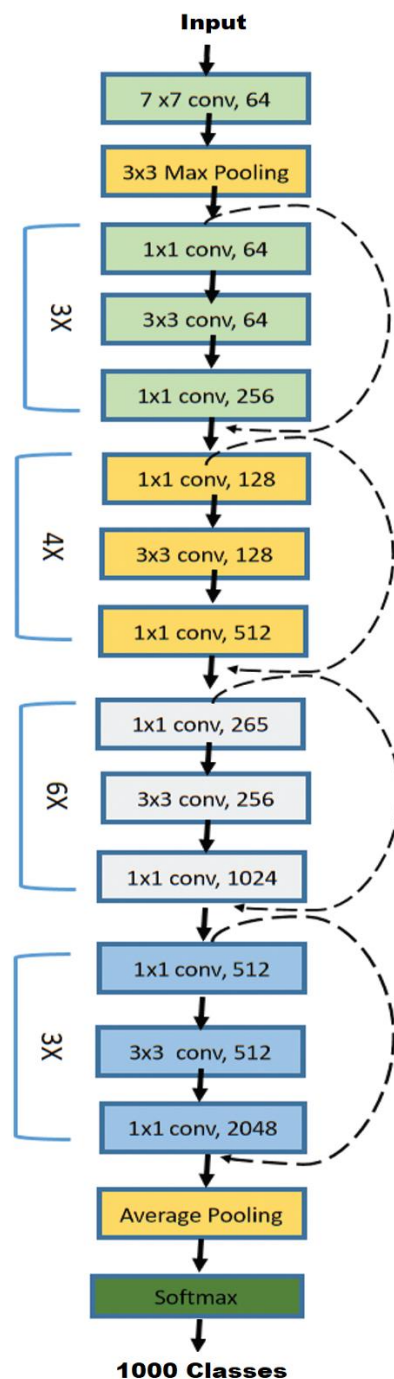 Input
7 x7 conv, 64
3x3 Max Pooling
1x1 conv, 64
3x3 conv, 64
1x1 conv, 256
3X
1x1 conv, 128
3x3 conv, 128
1x1 conv, 512
4X
1x1 conv, 265
3x3 conv, 256
1x1 conv, 1024
6X
1x1 conv, 512
3x3 conv, 512
1x1 conv, 2048
3X
Average Pooling
Softmax
1000 Classes